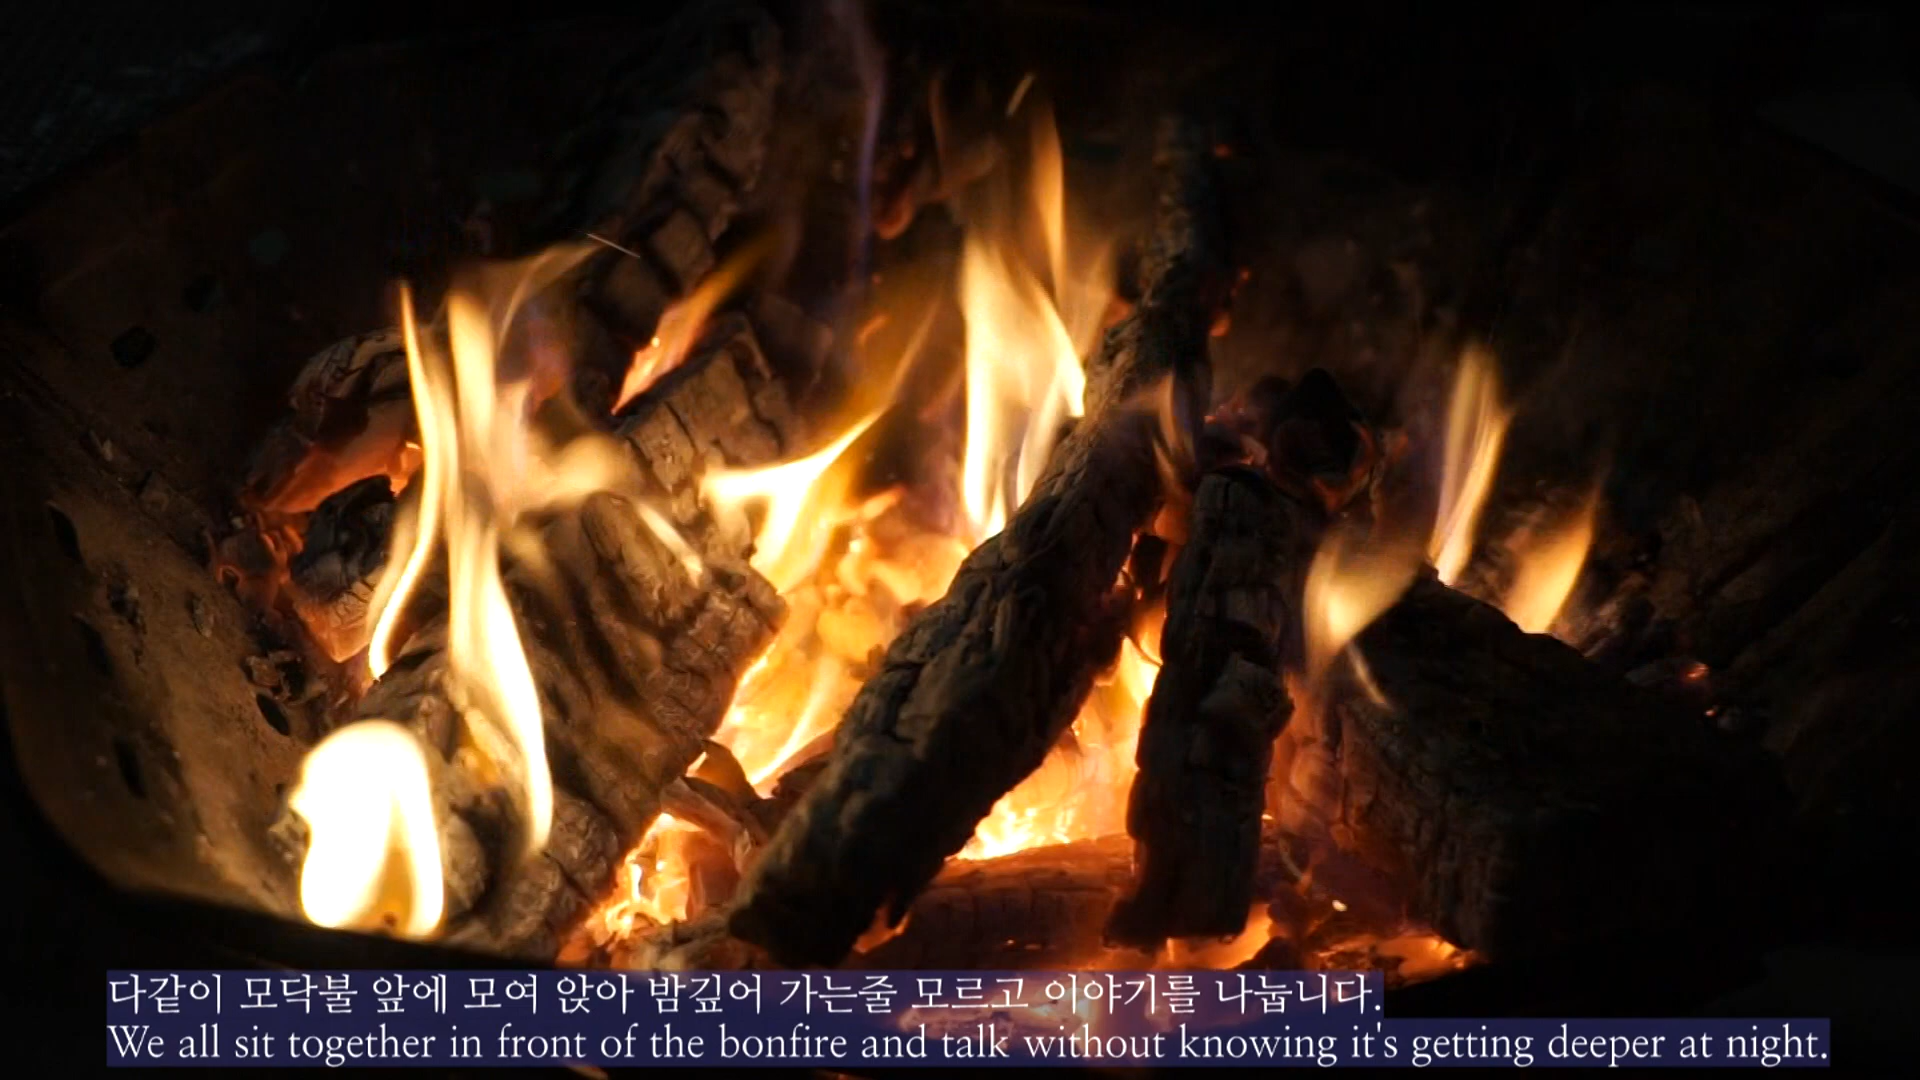 다같이 모닥불 앞에 모여 앉아 밤깊어 가는줄 모르고 이야기를 나눕니다.
We all sit together in front of the bonfire and talk without knowing it's getting deeper at night.